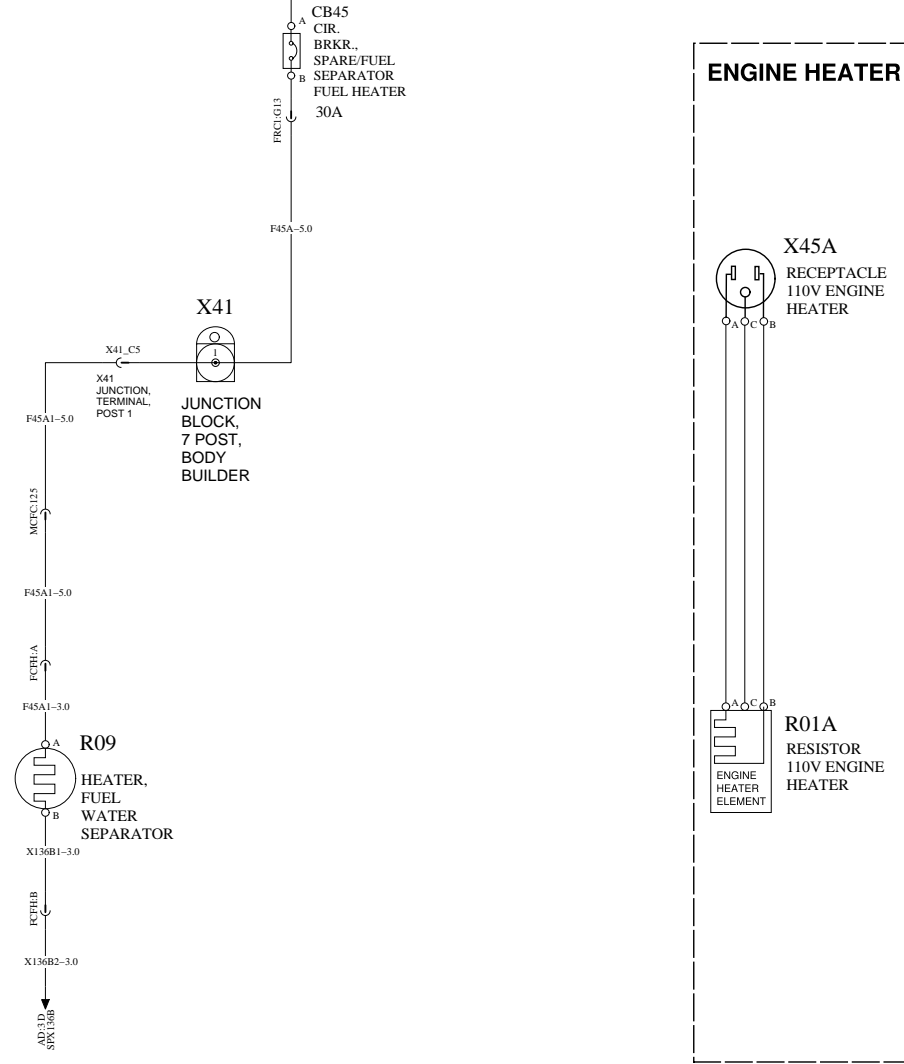 CB45
A
CIR.
BRKR.,
SPARE/FUEL
SEPARATOR
B
FUEL HEATER
30A
FRC1:G13
F45A–5.0
X41
1
X41_C5
X41
JUNCTION,
TERMINAL,
POST 1
JUNCTION
BLOCK,
7 POST,
BODY
BUILDER
F45A1–5.0
MCFC:125
F45A1–5.0
FCFH:A
F45A1–3.0
A
R09
HEATER,
FUEL
WATER
SEPARATOR
B
X136B1–3.0
FCFH:B
X136B2–3.0
AD:3 D
SPX136B
ENGINE HEATER
X45A
RECEPTACLE
110V ENGINE
HEATER
A C B
A C B
R01A
RESISTOR
110V ENGINE
HEATER
ENGINE
HEATER
ELEMENT